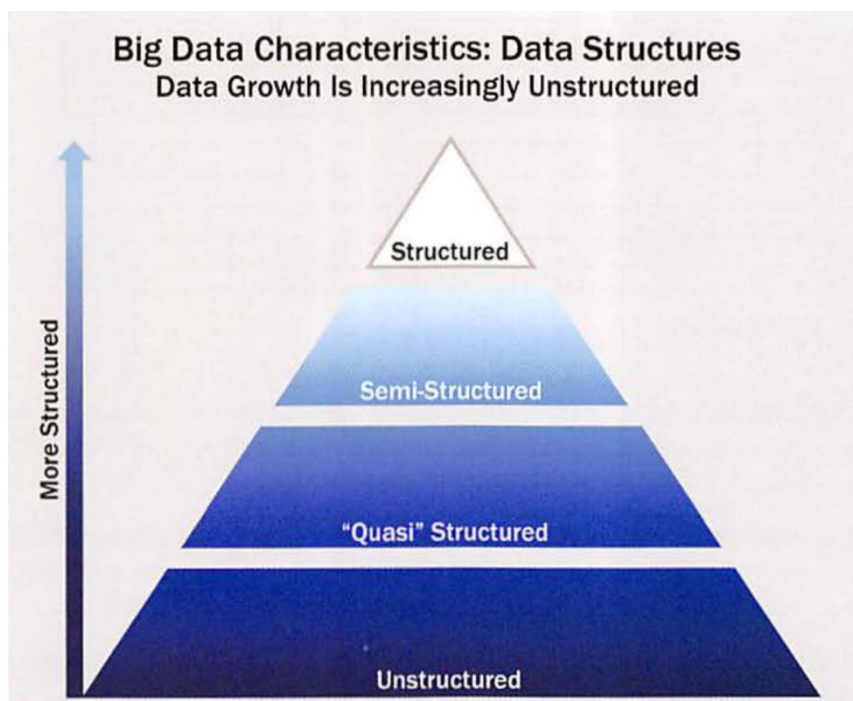 Big Data Characteristics: Data Structures
Data Growth Is Increasingly Unstructured
Structured
More Structured
Semi-Structured
“Quasi” Structured
Unstructured